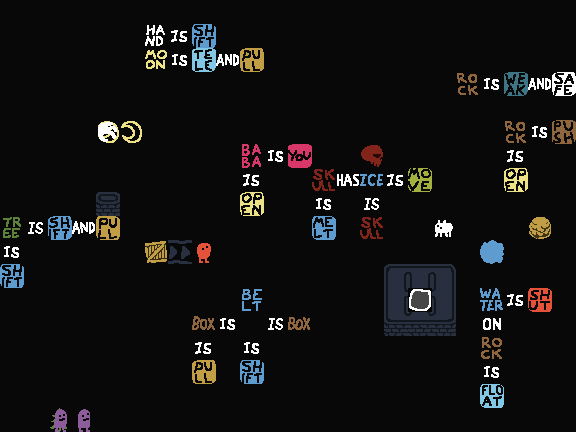 HAND IS SHIFT
MOON IS TELE AND PULL
ROCK IS WEAK AND SAFE
ROCK IS PUSH
BABA IS YOU IS
IS SKULL HAS ICE IS MOVE OPEN
OPEN IS IS
TREE IS SHIFT AND PULL MELT SKULL
IS
SHIFT
BELT WATER IS SHUT
BOX IS IS BOX ON
IS IS ROCK
PULL SHIFT IS
FLOAT